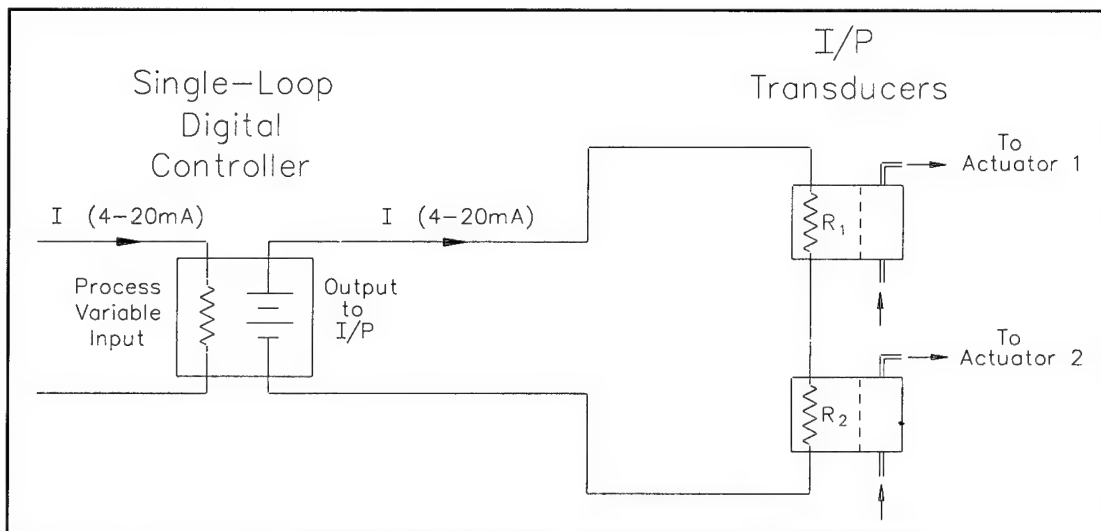 I/P
Transducers
Single-Loop
Digital
Controller
To
Actuator 1
I (4-20mA)
I (4-20mA)
R₁
Process
Variable
Input
Output
to
I/P
To
Actuator 2
R₂